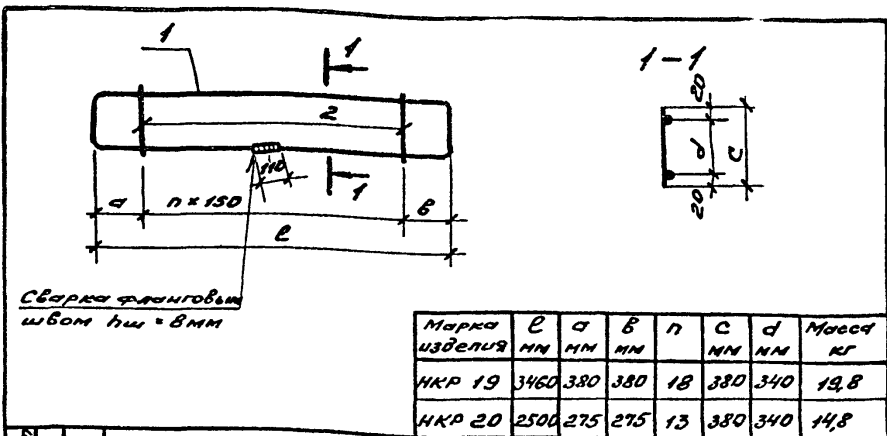 1
1
1-1
2
20
d
c
20
110
1
a
n × 150
в
ℓ
Сварка фланговым
швом hш = 8мм
Марка изделия ℓ мм a мм в мм n c мм d мм Масса кг
НКР 19 3460 380 380 18 380 340 19,8
НКР 20 2500 275 275 13 380 340 14,8